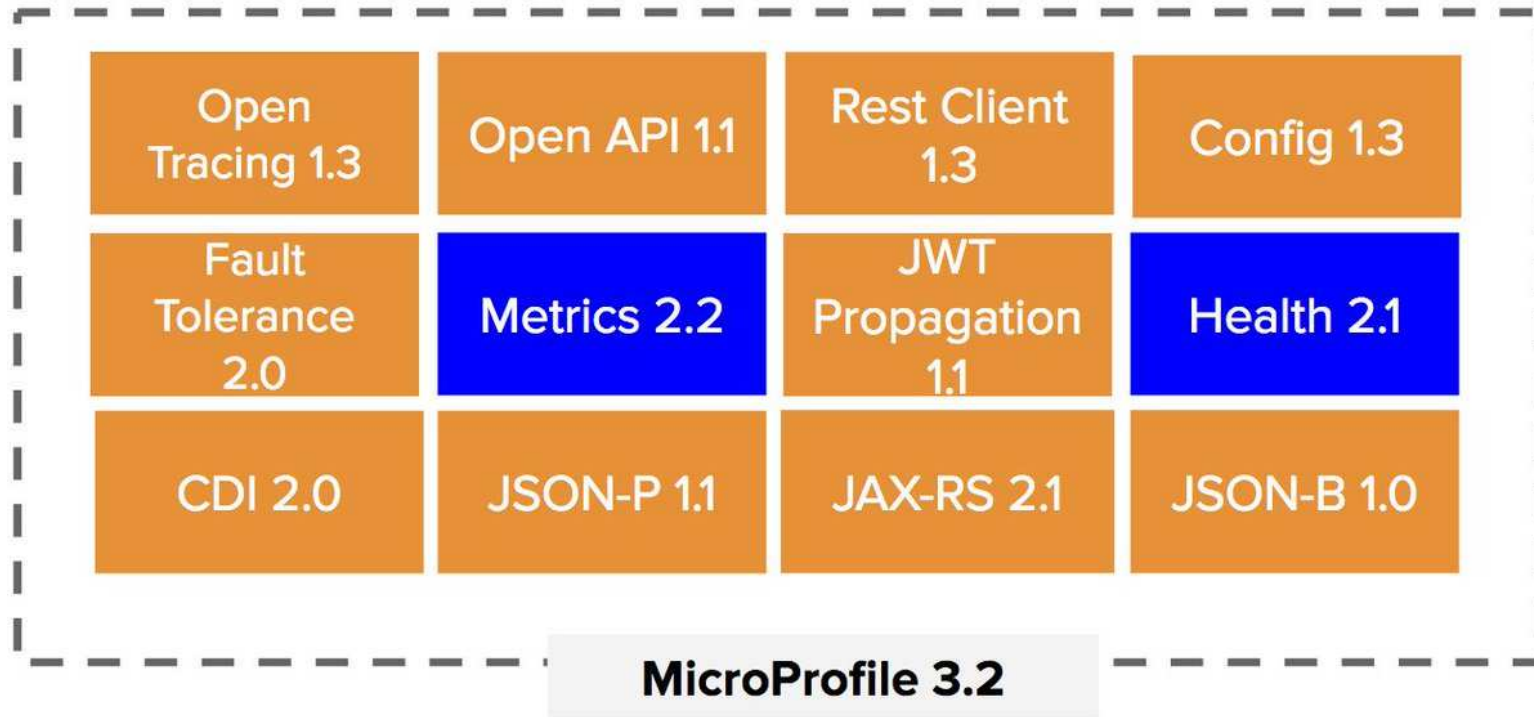 Open
Tracing 1.3
Open API 1.1
Rest Client
1.3
Config 1.3
Fault
Tolerance
2.0
Metrics 2.2
JWT
Propagation
1.1
Health 2.1
CDI 2.0
JSON-P 1.1
JAX-RS 2.1
JSON-B 1.0
MicroProfile 3.2